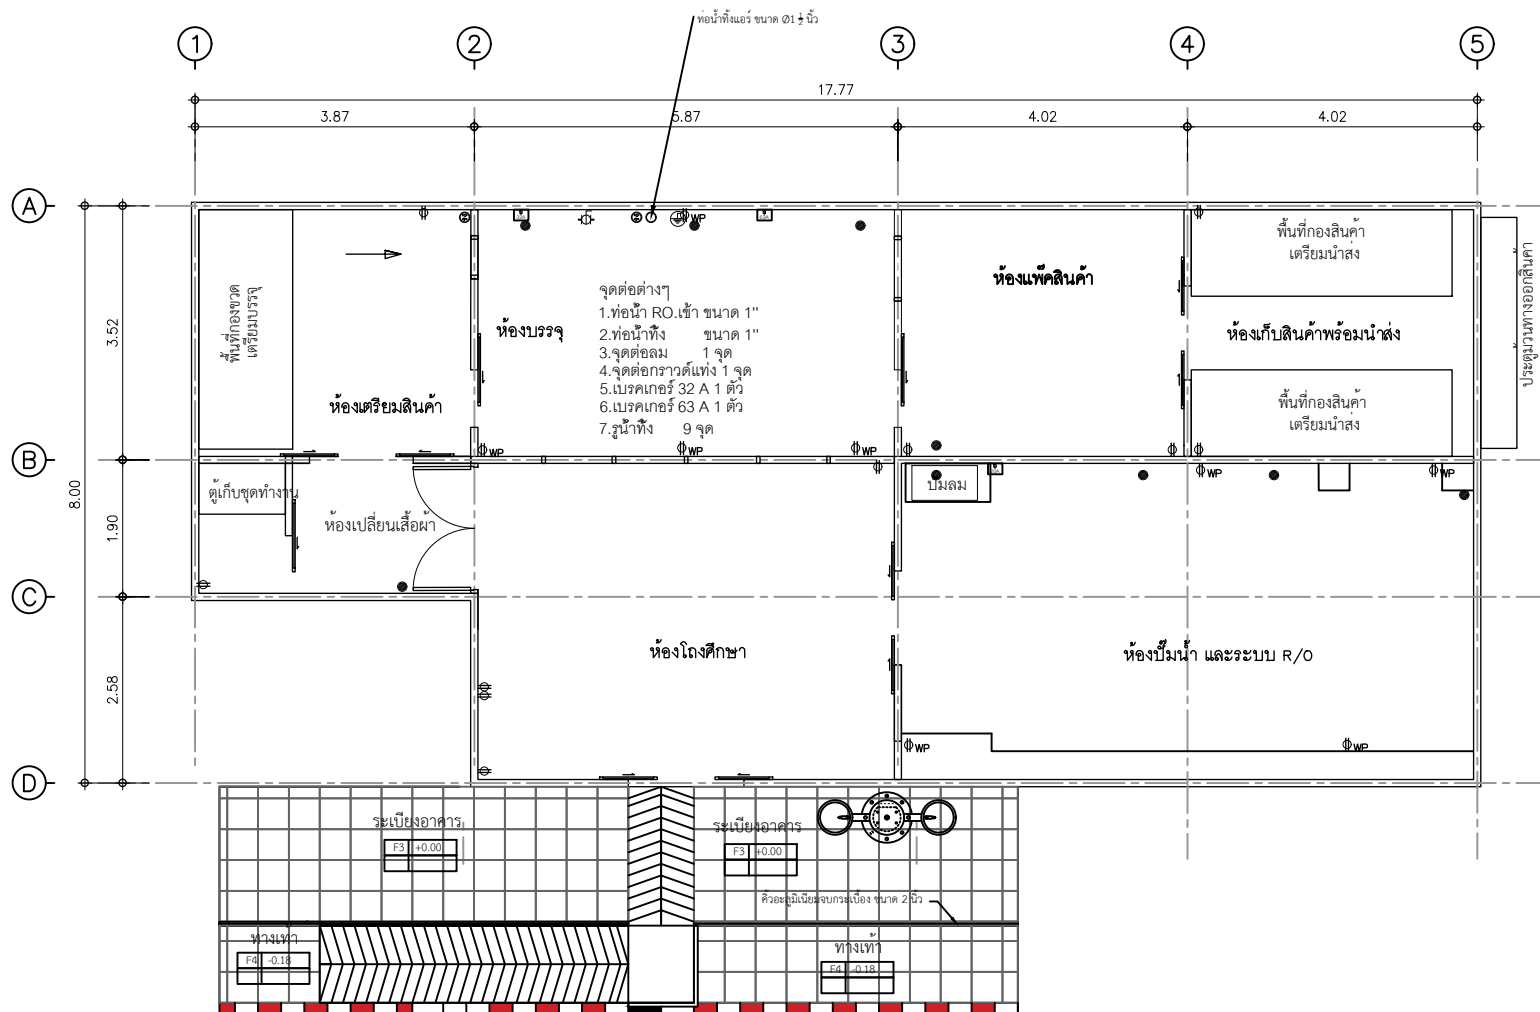 ท่อน้ำทิ้งแอร์ ขนาด Ø1 1/2 นิ้ว
1
2
3
4
5
17.77
3.87
5.87
4.02
4.02
A
B
C
D
3.52
8.00
1.90
2.58
WP
พื้นที่กองสินค้า
เตรียมนำส่ง
ห้องแพ็คสินค้า
ประตูม้วนทางออกสินค้า
พื้นที่กองขวด
เตรียมบรรจุ
จุดต่อต่างๆ
1.ท่อน้ำ RO.เข้า ขนาด 1"
2.ท่อน้ำทิ้ง ขนาด 1"
3.จุดต่อลม 1 จุด
4.จุดต่อกราวด์แท่ง 1 จุด
5.เบรคเกอร์ 32 A 1 ตัว
6.เบรคเกอร์ 63 A 1 ตัว
7.รูน้ำทิ้ง 9 จุด
ห้องบรรจุ
ห้องเก็บสินค้าพร้อมนำส่ง
ห้องเตรียมสินค้า
พื้นที่กองสินค้า
เตรียมนำส่ง
WP
WP
WP
WP
WP
ตู้เก็บชุดทำงาน
ปั๊มลม
ห้องเปลี่ยนเสื้อผ้า
ห้องโถงศึกษา
ห้องปั๊มน้ำ และระบบ R/O
WP
WP
ระเบียงอาคาร
F3 +0.00
ระเบียงอาคาร
F3 +0.00
คิ้วอะลูมิเนียมจบกระเบื้อง ขนาด 2 นิ้ว
ทางเท้า
F4 -0.18
ทางเท้า
F4 -0.18